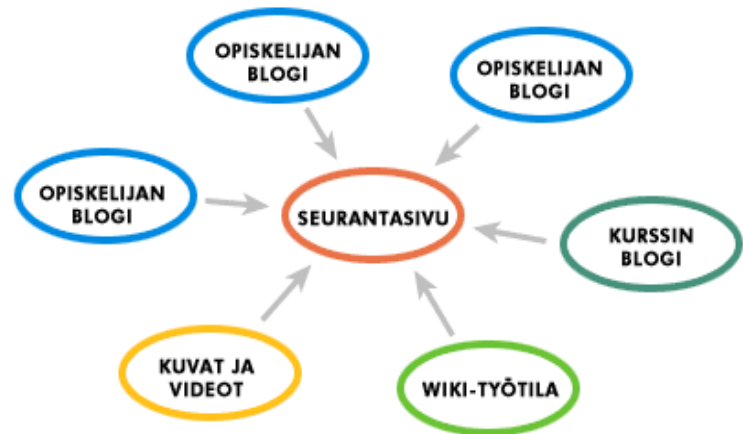 OPISKELIJAN
BLOGI
OPISKELIJAN
BLOGI
OPISKELIJAN
BLOGI
SEURANTASIVU
KURSSIN
BLOGI
KUVAT JA
VIDEOT
WIKI-TYÖTILA